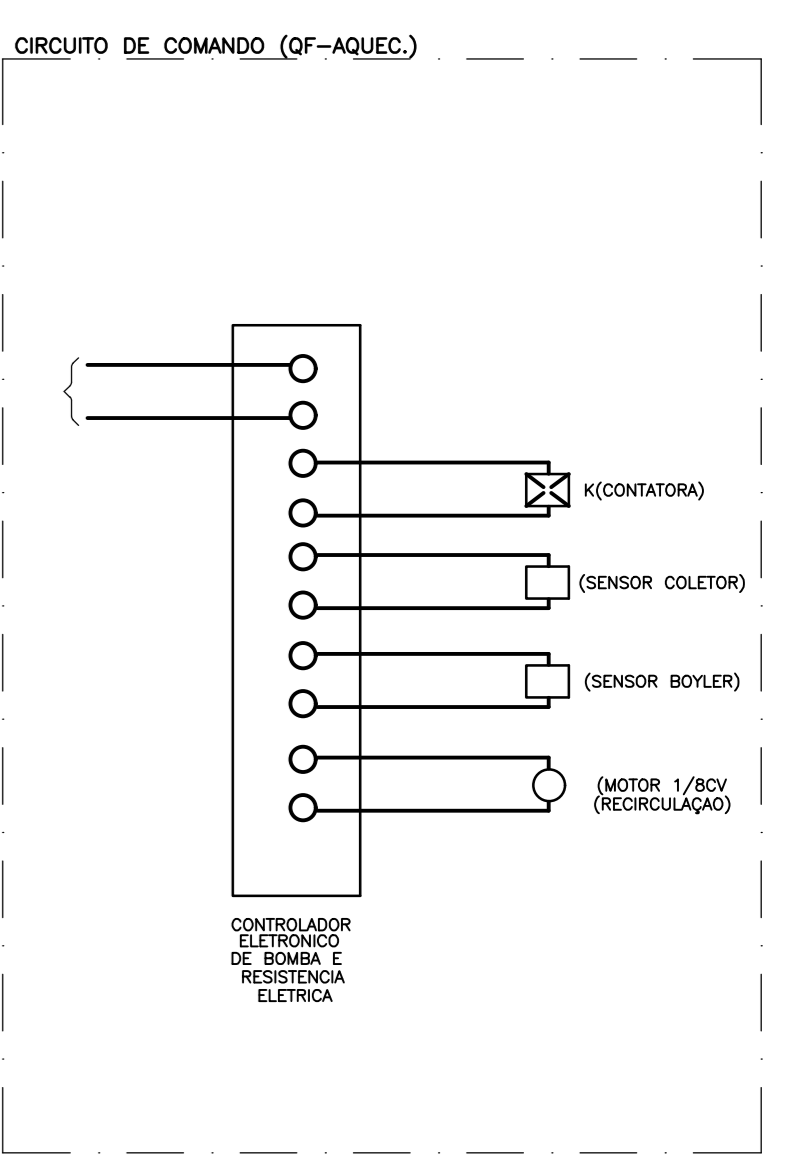 CIRCUITO DE COMANDO (QF-AQUEC.)
K(CONTATORA)
(SENSOR COLETOR)
(SENSOR BOYLER)
(MOTOR 1/8CV
(RECIRCULAÇAO)
CONTROLADOR
ELETRONICO
DE BOMBA E
RESISTENCIA
ELETRICA